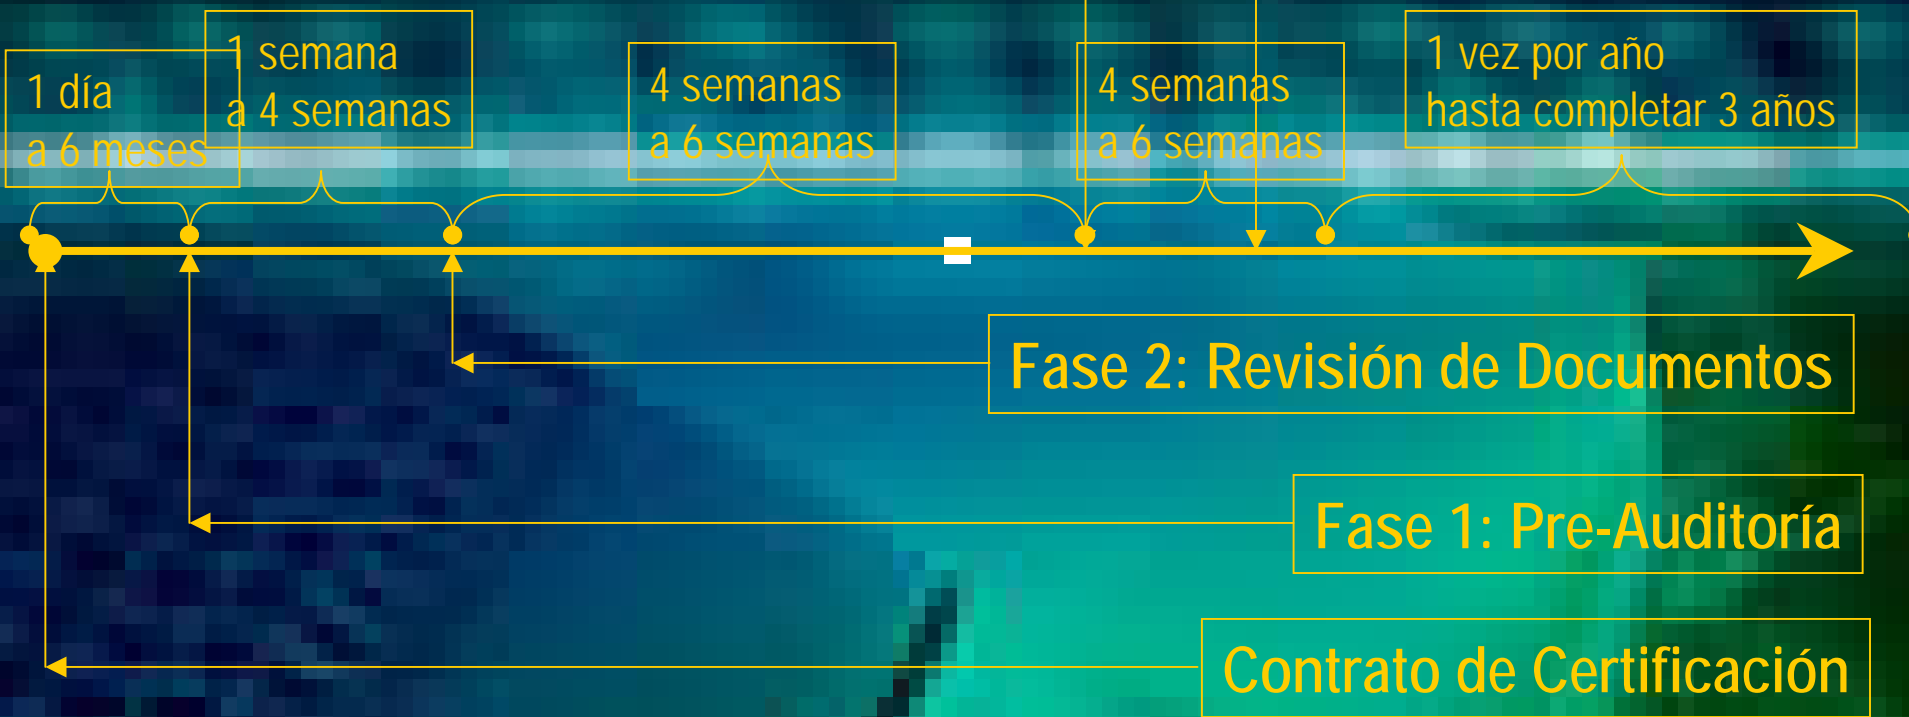 1 día
a 6 meses
1 semana
a 4 semanas
4 semanas
a 6 semanas
4 semanas
a 6 semanas
1 vez por año
hasta completar 3 años
Fase 2: Revisión de Documentos
Fase 1: Pre-Auditoría
Contrato de Certificación